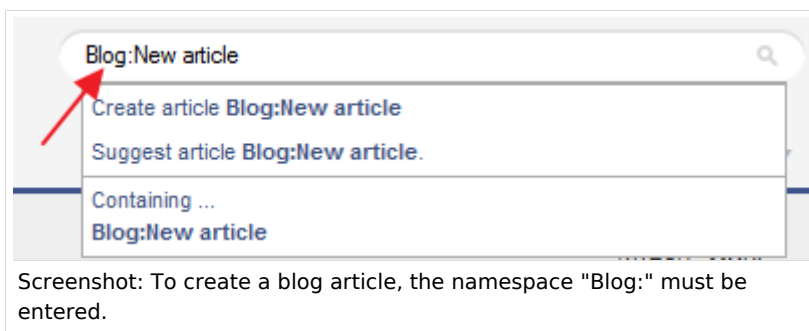 Blog:New article
Create article Blog:New article
Suggest article Blog:New article.
Containing ...
Blog:New article
Screenshot: To create a blog article, the namespace "Blog:" must be
entered.